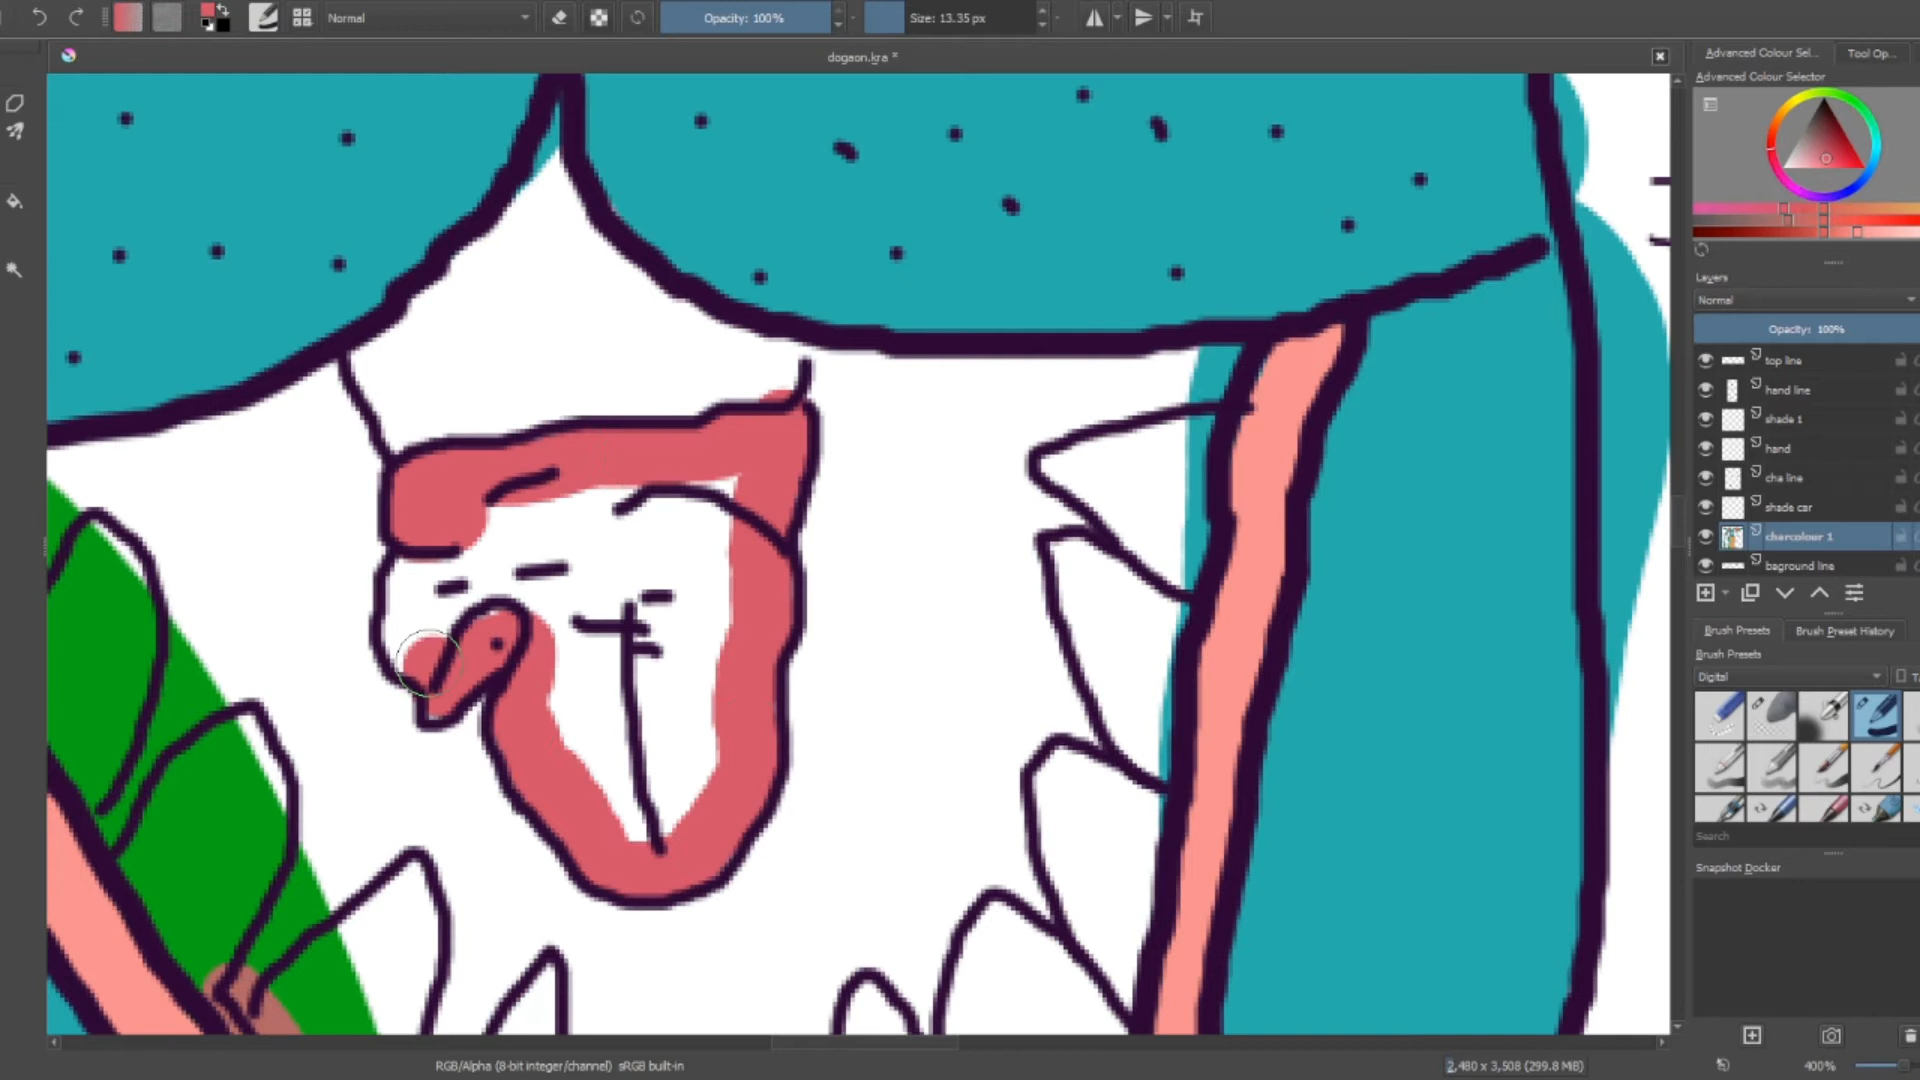 Normal
Opacity: 100%
Size: 13.35 px
dogaon.kra *
Advanced Colour Sel...
Tool Op...
Advanced Colour Selector
Layers
Normal
Opacity: 100%
top line
hand line
shade 1
hand
cha line
shade car
charcolour 1
baground line
Brush Presets
Brush Preset History
Brush Presets
Digital
Search
Snapshot Docker
RGB/Alpha (8-bit integer/channel) sRGB built-in
2,480 x 3,508 (299.8 MiB)
400%